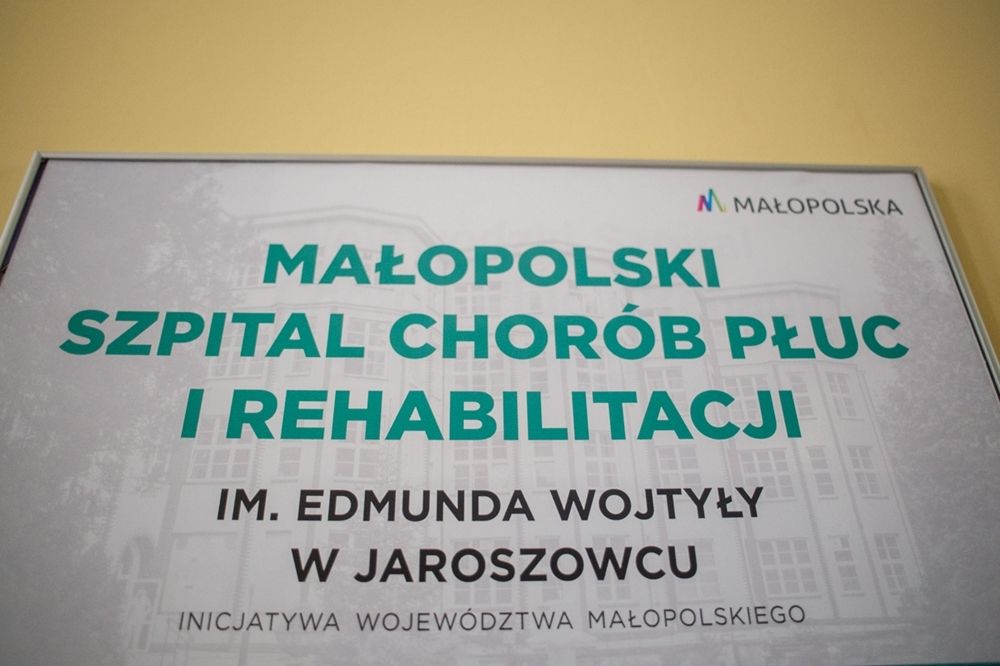 MAŁOPOLSKA
MAŁOPOLSKI
SZPITAL CHORÓB PŁUC
I REHABILITACJI
IM. EDMUNDA WOJTYŁY
W JAROSZOWCU
INICJATYWA WOJEWÓDZTWA MAŁOPOLSKIEGO